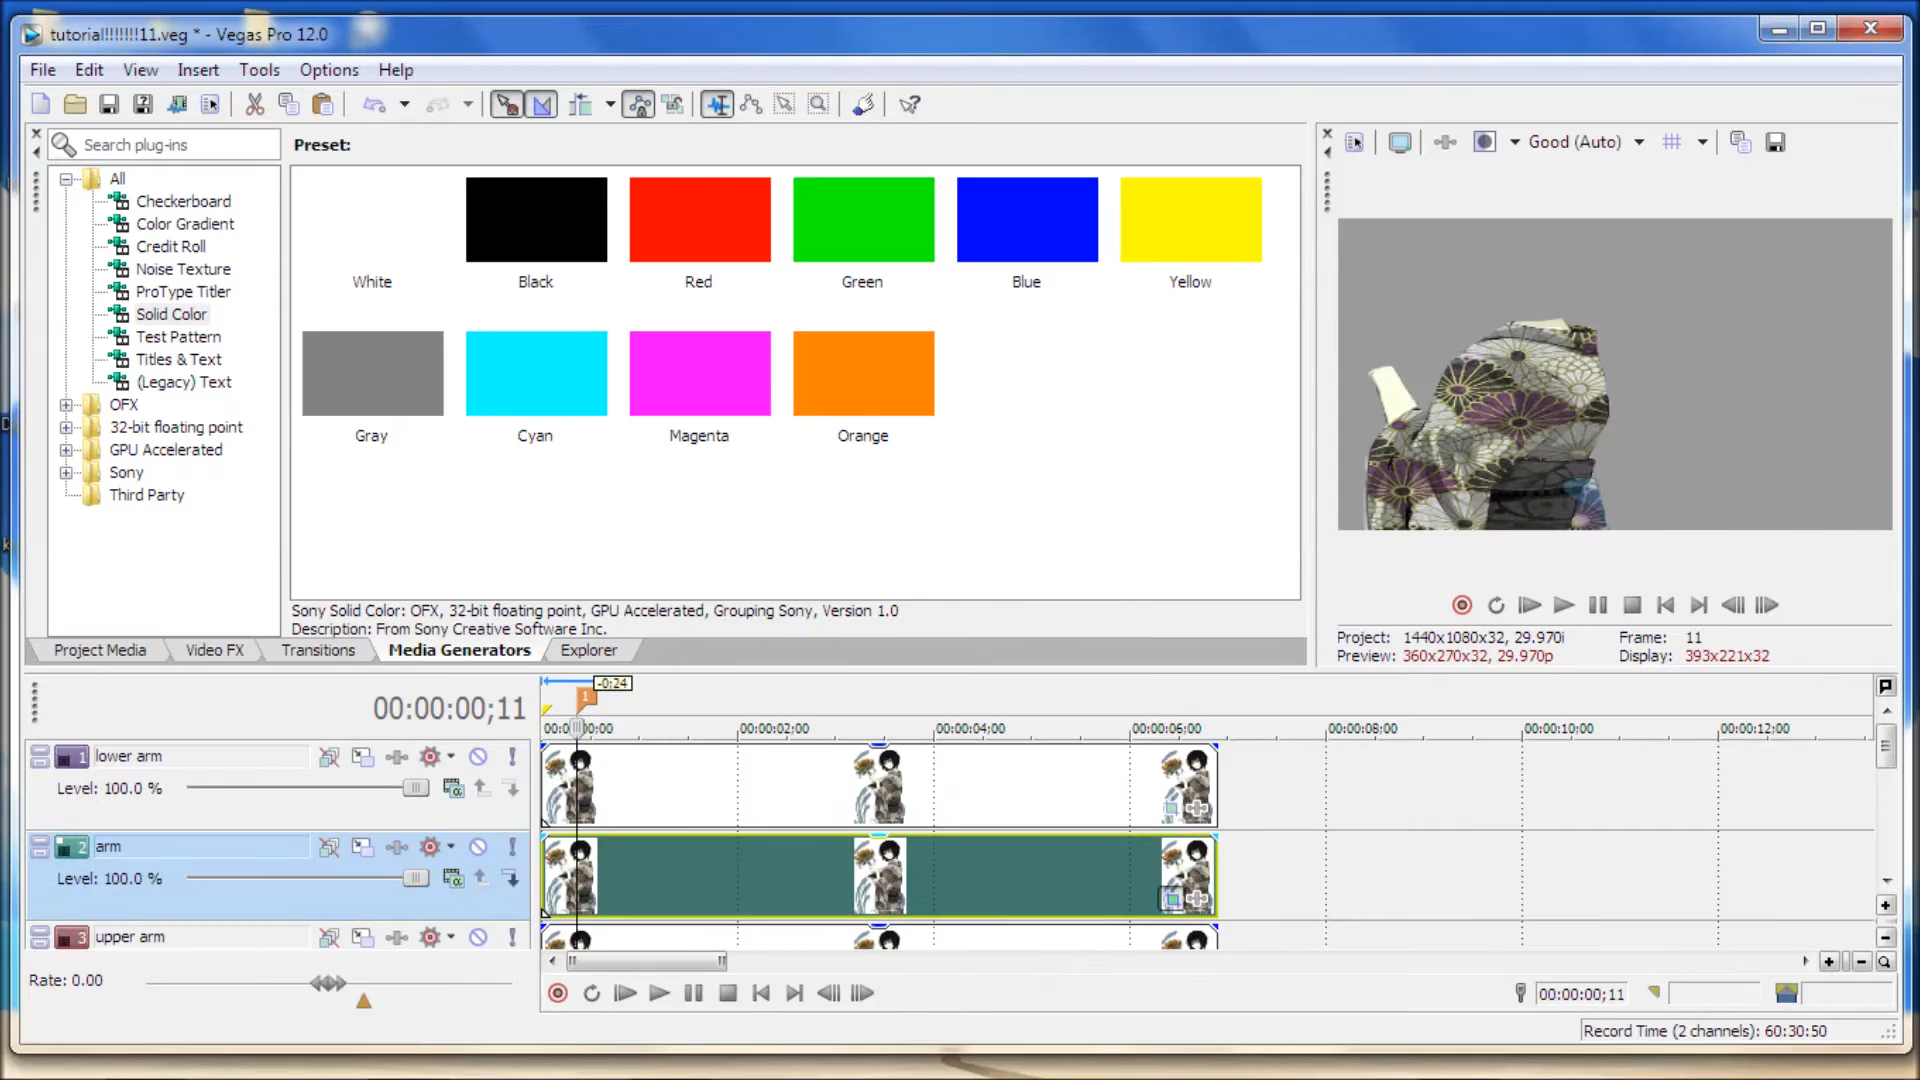 tutorial!!!!!!!11.veg * - Vegas Pro 12.0
File Edit View Insert Tools Options Help
Search plug-ins
All
Checkerboard
Color Gradient
Credit Roll
Noise Texture
ProType Titler
Solid Color
Test Pattern
Titles & Text
(Legacy) Text
OFX
32-bit floating point
GPU Accelerated
Sony
Third Party
Preset:
White Black Red Green Blue Yellow
Gray Cyan Magenta Orange
Sony Solid Color: OFX, 32-bit floating point, GPU Accelerated, Grouping Sony, Version 1.0
Description: From Sony Creative Software Inc.
Project Media Video FX Transitions Media Generators Explorer
Good (Auto)
Project: 1440x1080x32, 29.970i Frame: 11
Preview: 360x270x32, 29.970p Display: 393x221x32
00:00:00;11
-0;24
1
00:00:02;00 00:00:04;00 00:00:06;00 00:00:08;00 00:00:10;00 00:00:12;00
1 lower arm
Level: 100.0 %
2 arm
Level: 100.0 %
3 upper arm
Rate: 0.00
00:00:00;11
Record Time (2 channels): 60:30:50